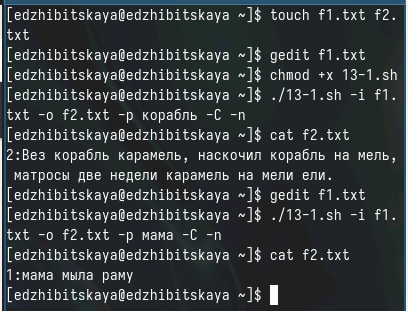 [edzhibitskaya@edzhibitskaya ~]$ touch f1.txt f2.
txt
[edzhibitskaya@edzhibitskaya ~]$ gedit f1.txt
[edzhibitskaya@edzhibitskaya ~]$ chmod +x 13-1.sh
[edzhibitskaya@edzhibitskaya ~]$ ./13-1.sh -i f1.
txt -o f2.txt -p корабль -C -n
[edzhibitskaya@edzhibitskaya ~]$ cat f2.txt
2:Вез корабль карамель, наскочил корабль на мель,
 матросы две недели карамель на мели ели.
[edzhibitskaya@edzhibitskaya ~]$ gedit f1.txt
[edzhibitskaya@edzhibitskaya ~]$ ./13-1.sh -i f1.
txt -o f2.txt -p мама -C -n
[edzhibitskaya@edzhibitskaya ~]$ cat f2.txt
1:мама мыла раму
[edzhibitskaya@edzhibitskaya ~]$